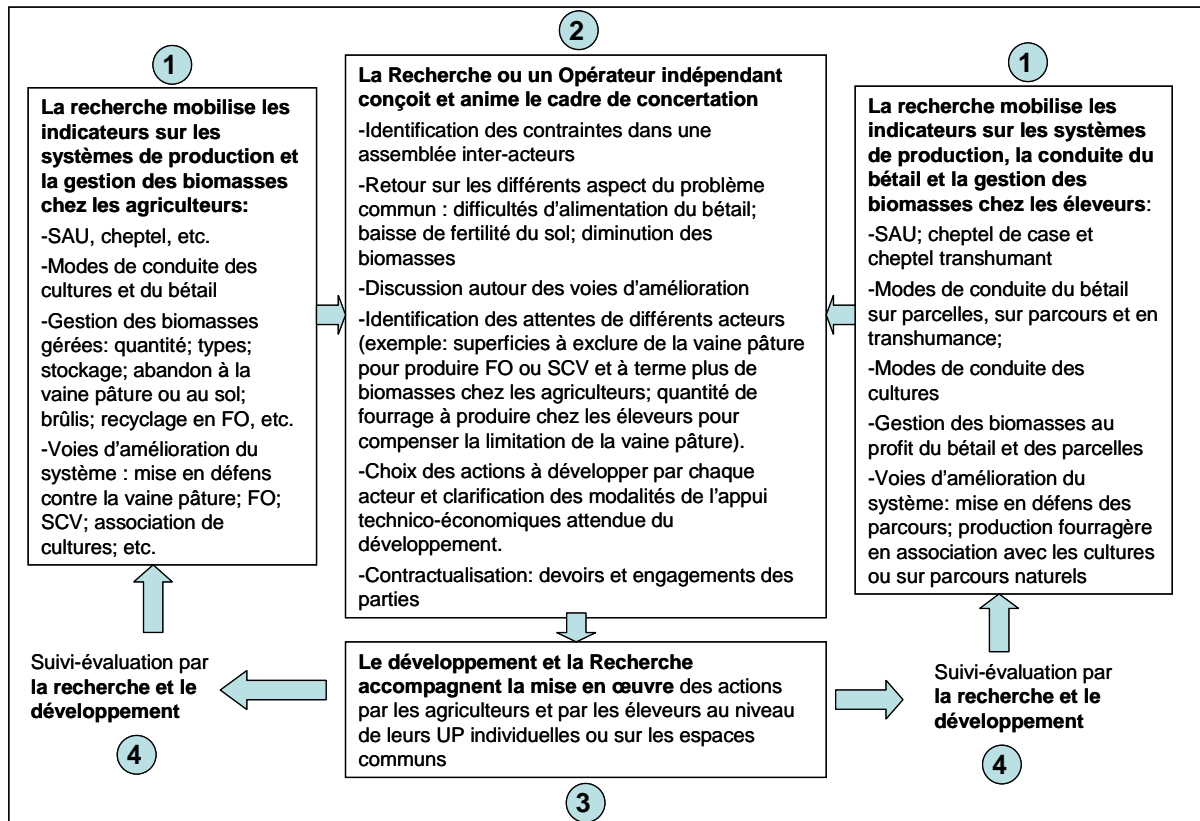 1
La recherche mobilise les
indicateurs sur les
systèmes de production et
la gestion des biomasses
chez les agriculteurs:
-SAU, cheptel, etc.
-Modes de conduite des
cultures et du bétail
-Gestion des biomasses
gérées: quantité; types;
stockage; abandon à la
vaine pâture ou au sol;
brûlis; recyclage en FO, etc.
-Voies d’amélioration du
système : mise en défens
contre la vaine pâture; FO;
SCV; association de
cultures; etc.
2
La Recherche ou un Opérateur indépendant
conçoit et anime le cadre de concertation
-Identification des contraintes dans une
assemblée inter-acteurs
-Retour sur les différents aspect du problème
commun : difficultés d’alimentation du bétail;
baisse de fertilité du sol; diminution des
biomasses
-Discussion autour des voies d’amélioration
-Identification des attentes de différents acteurs
(exemple: superficies à exclure de la vaine pâture
pour produire FO ou SCV et à terme plus de
biomasses chez les agriculteurs; quantité de
fourrage à produire chez les éleveurs pour
compenser la limitation de la vaine pâture).
-Choix des actions à développer par chaque
acteur et clarification des modalités de l’appui
technico-économiques attendue du
développement.
-Contractualisation: devoirs et engagements des
parties
1
La recherche mobilise les
indicateurs sur les systèmes
de production, la conduite du
bétail et la gestion des
biomasses chez les éleveurs:
-SAU; cheptel de case et
cheptel transhumant
-Modes de conduite du bétail
sur parcelles, sur parcours et en
transhumance;
-Modes de conduite des
cultures
-Gestion des biomasses au
profit du bétail et des parcelles
-Voies d’amélioration du
système: mise en défens des
parcours; production fourragère
en association avec les cultures
ou sur parcours naturels
Suivi-évaluation par
la recherche et le
développement
4
Le développement et la Recherche
accompagnent la mise en œuvre des actions
par les agriculteurs et par les éleveurs au niveau
de leurs UP individuelles ou sur les espaces
communs
3
Suivi-évaluation par
la recherche et le
développement
4